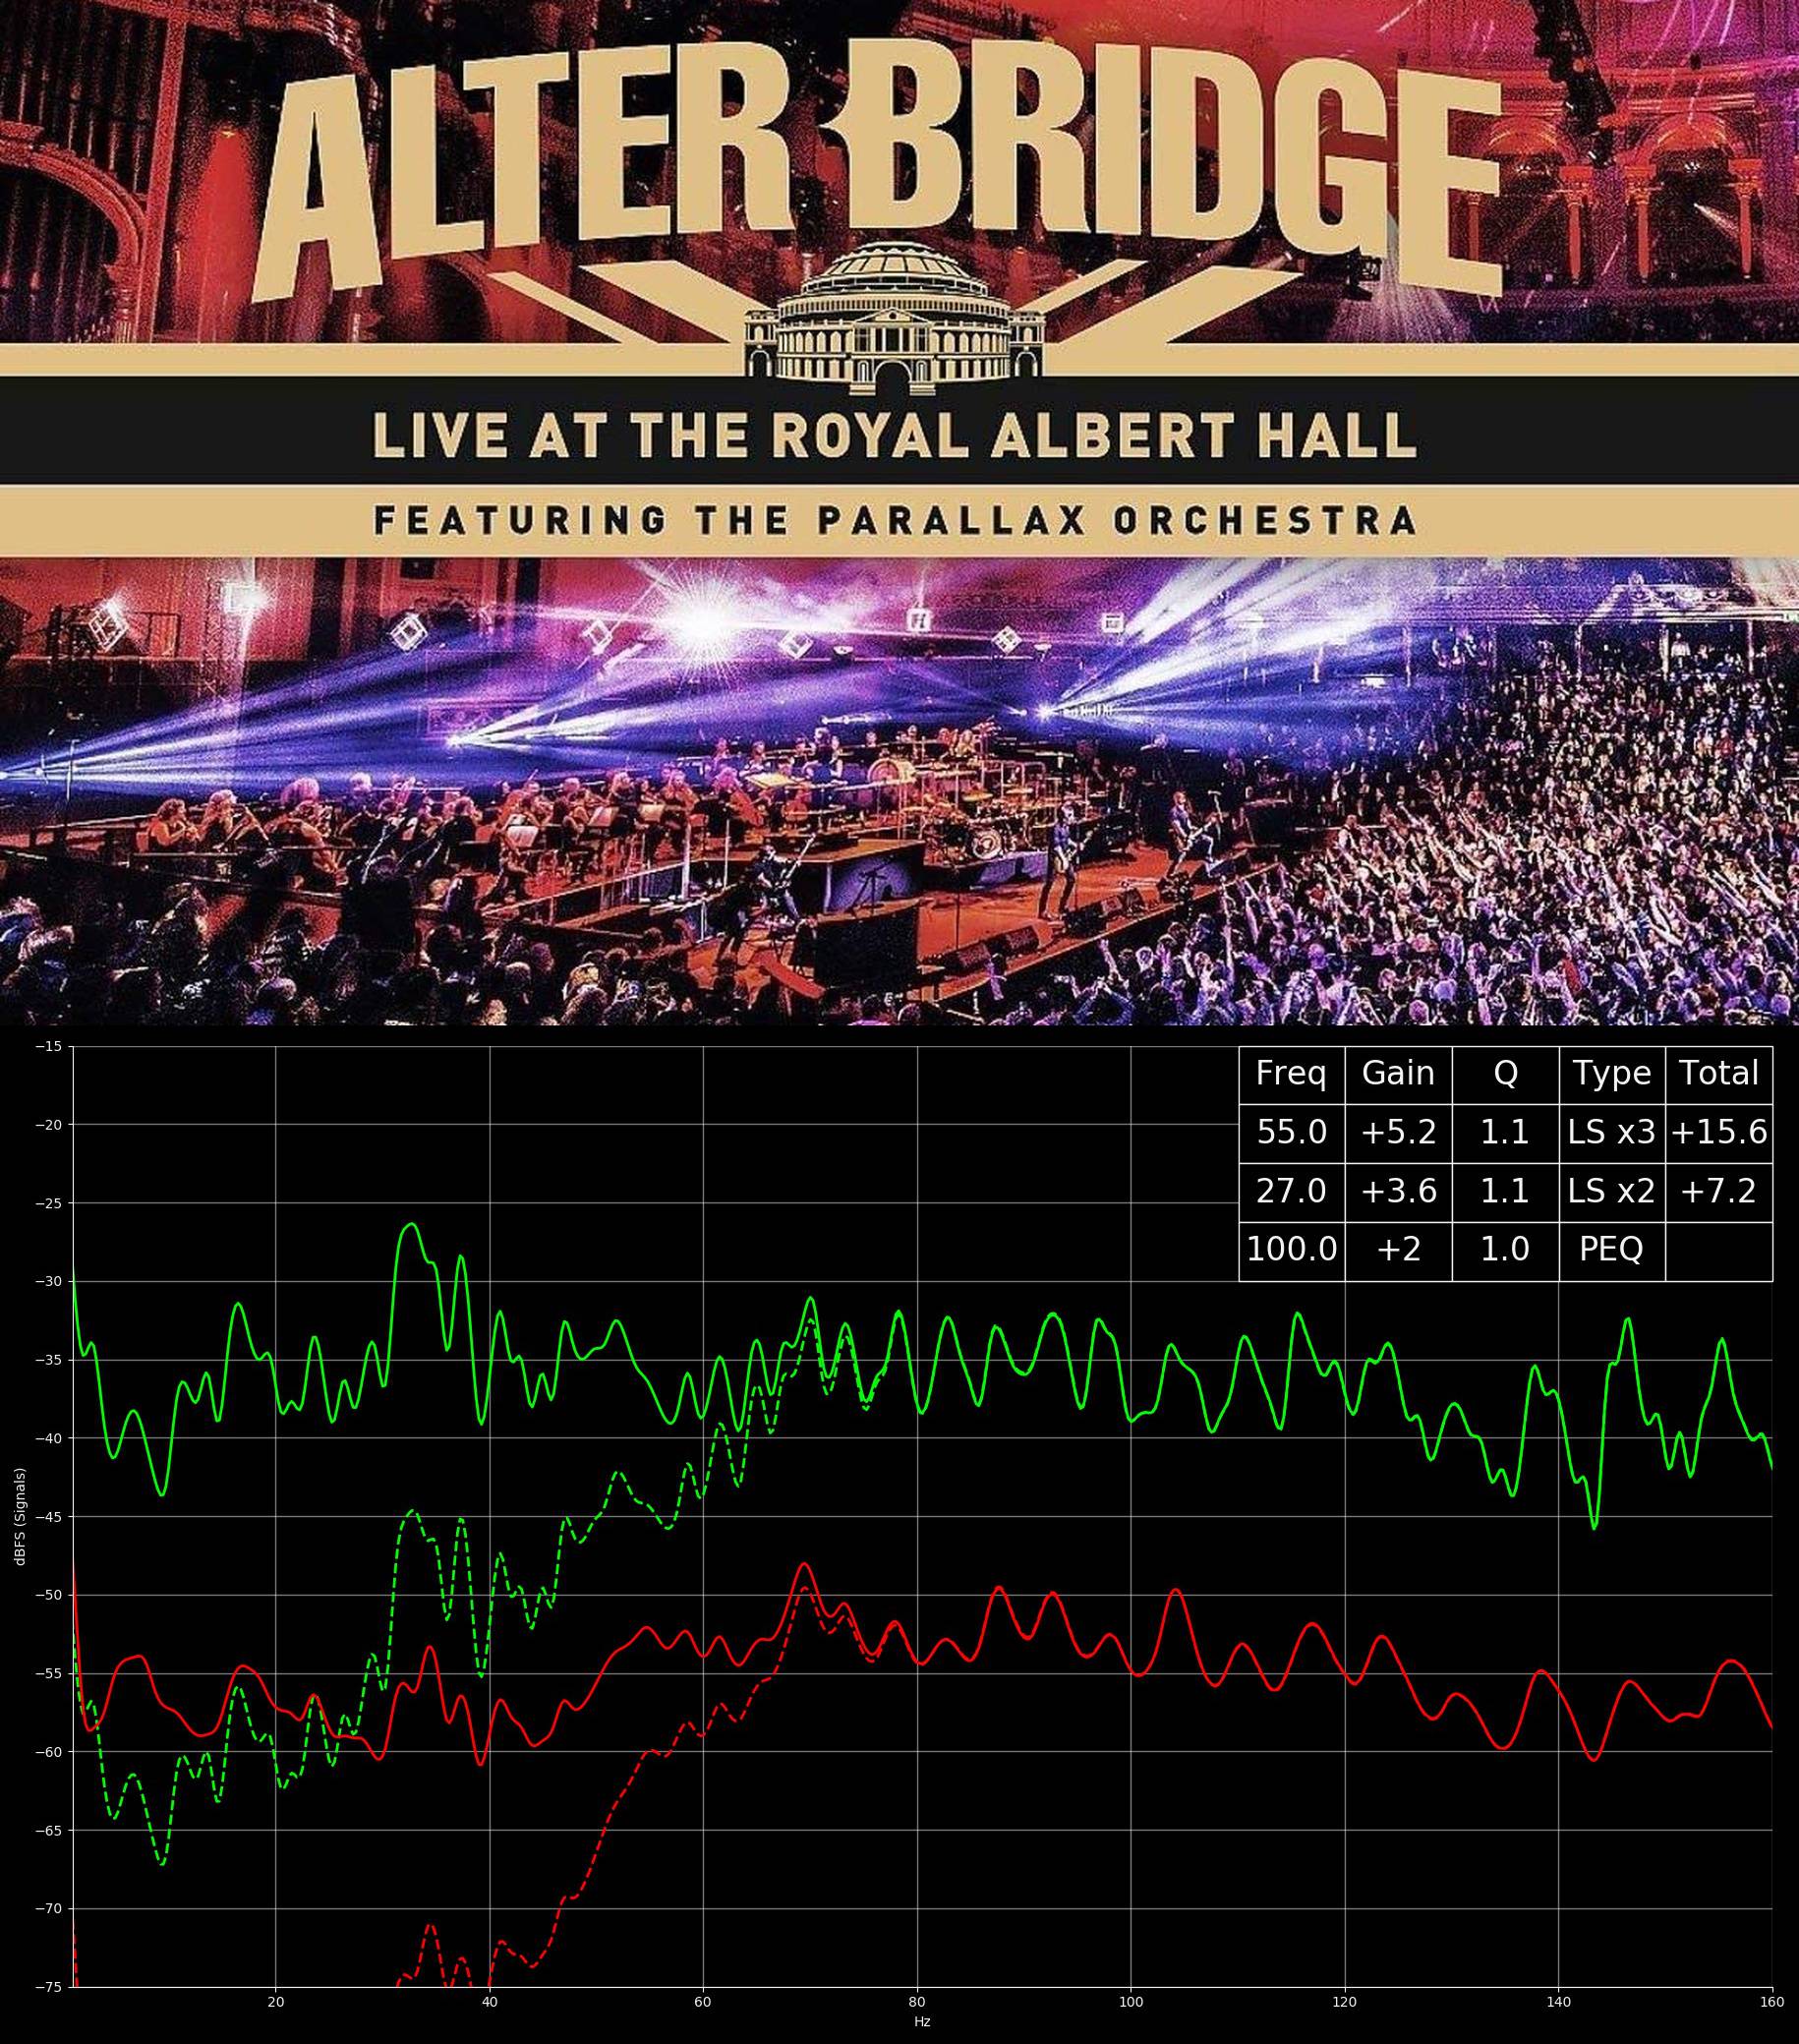 ALTER BRIDGE
LIVE AT THE ROYAL ALBERT HALL
FEATURING THE PARALLAX ORCHESTRA
Freq Gain Q Type Total
55.0 +5.2 1.1 LS x3 +15.6
27.0 +3.6 1.1 LS x2 +7.2
100.0 +2 1.0 PEQ
−15
−20
−25
−30
−35
−40
−45
−50
−55
−60
−65
−70
−75
dBFS (Signals)
20 40 60 80 100 120 140 160
Hz